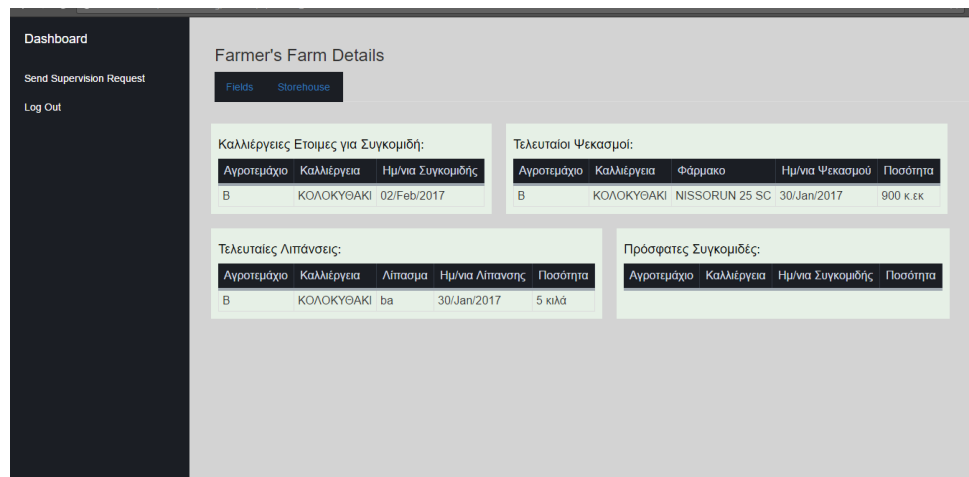 Dashboard
Send Supervision Request
Log Out
Farmer's Farm Details
Fields Storehouse
Καλλιέργειες Ετοιμες για Συγκομιδή:
Αγροτεμάχιο Καλλιέργεια Ημ/νια Συγκομιδής
Β ΚΟΛΟΚΥΘΑΚΙ 02/Feb/2017
Τελευταίοι Ψεκασμοί:
Αγροτεμάχιο Καλλιέργεια Φάρμακο Ημ/νια Ψεκασμού Ποσότητα
Β ΚΟΛΟΚΥΘΑΚΙ NISSORUN 25 SC 30/Jan/2017 900 κ.εκ
Τελευταίες Λιπάνσεις:
Αγροτεμάχιο Καλλιέργεια Λίπασμα Ημ/νια Λίπανσης Ποσότητα
Β ΚΟΛΟΚΥΘΑΚΙ ba 30/Jan/2017 5 κιλά
Πρόσφατες Συγκομιδές:
Αγροτεμάχιο Καλλιέργεια Ημ/νια Συγκομιδής Ποσότητα